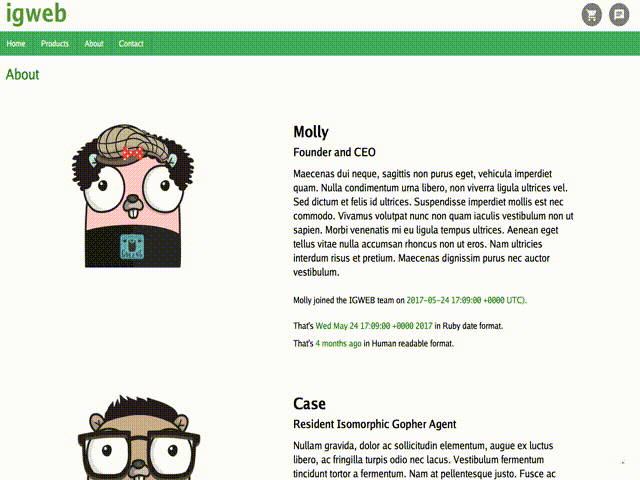 igweb
Home Products About Contact
About
Molly
Founder and CEO
Maecenas dui neque, sagittis non purus eget, vehicula imperdiet
quam. Nulla condimentum urna libero, non viverra ligula ultrices vel.
Sed dictum et felis id ultrices. Suspendisse imperdiet mollis est nec
commodo. Vivamus volutpat nunc non quam iaculis vestibulum non ut
sapien. Morbi venenatis mi eu ligula tempus ultrices. Aenean eget
tellus vitae nulla accumsan rhoncus non ut eros. Nam ultricies
interdum risus et pretium. Maecenas dignissim purus nec auctor
vestibulum.
Molly joined the IGWEB team on 2017-05-24 17:09:00 +0000 UTC).
That's Wed May 24 17:09:00 +0000 2017 in Ruby date format.
That's 4 months ago in Human readable format.
Case
Resident Isomorphic Gopher Agent
Nullam gravida, dolor ac sollicitudin elementum, augue ex luctus
libero, ac fringilla turpis odio nec lacus. Vestibulum fermentum
tincidunt tortor a fermentum. Nam at pellentesque justo. Fusce ac